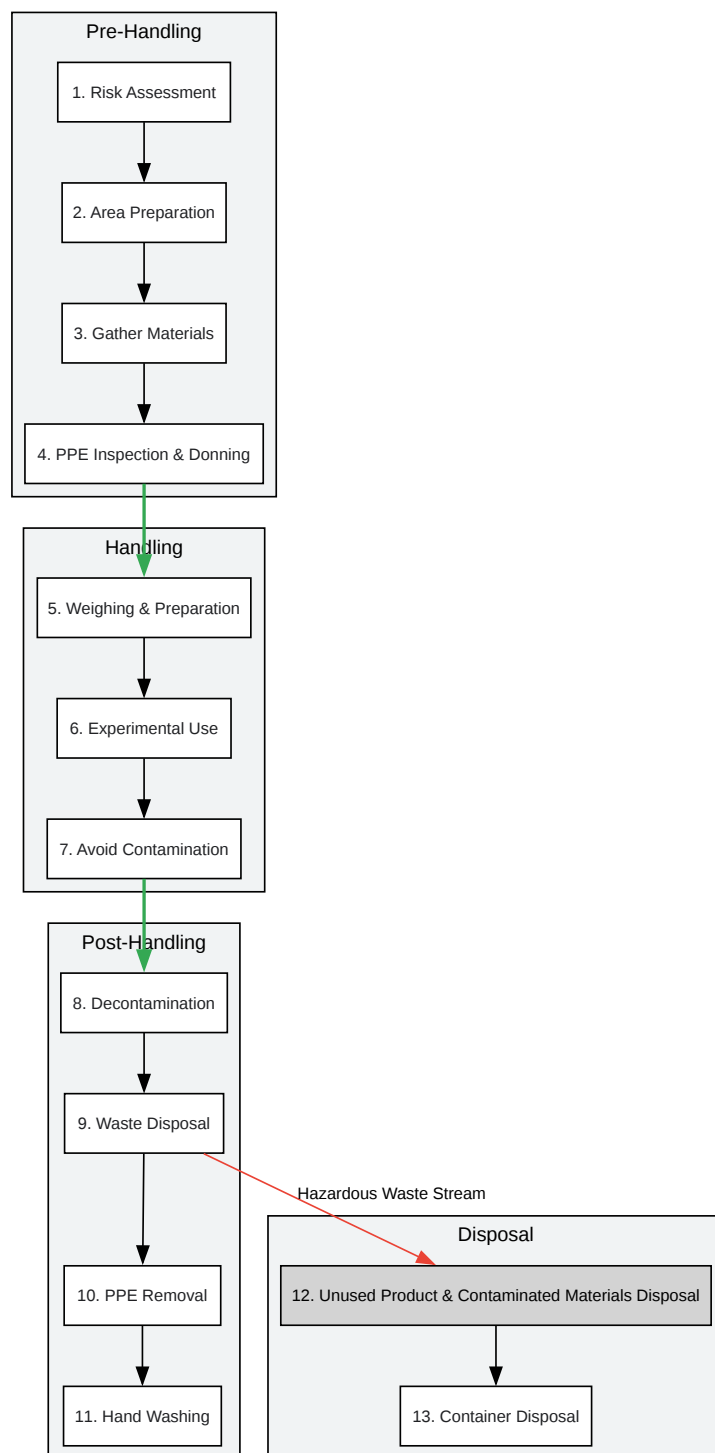 Pre-Handling
1. Risk Assessment
2. Area Preparation
3. Gather Materials
4. PPE Inspection & Donning
Handling
5. Weighing & Preparation
6. Experimental Use
7. Avoid Contamination
Post-Handling
8. Decontamination
9. Waste Disposal
Hazardous Waste Stream
Disposal
10. PPE Removal
12. Unused Product & Contaminated Materials Disposal
11. Hand Washing
13. Container Disposal